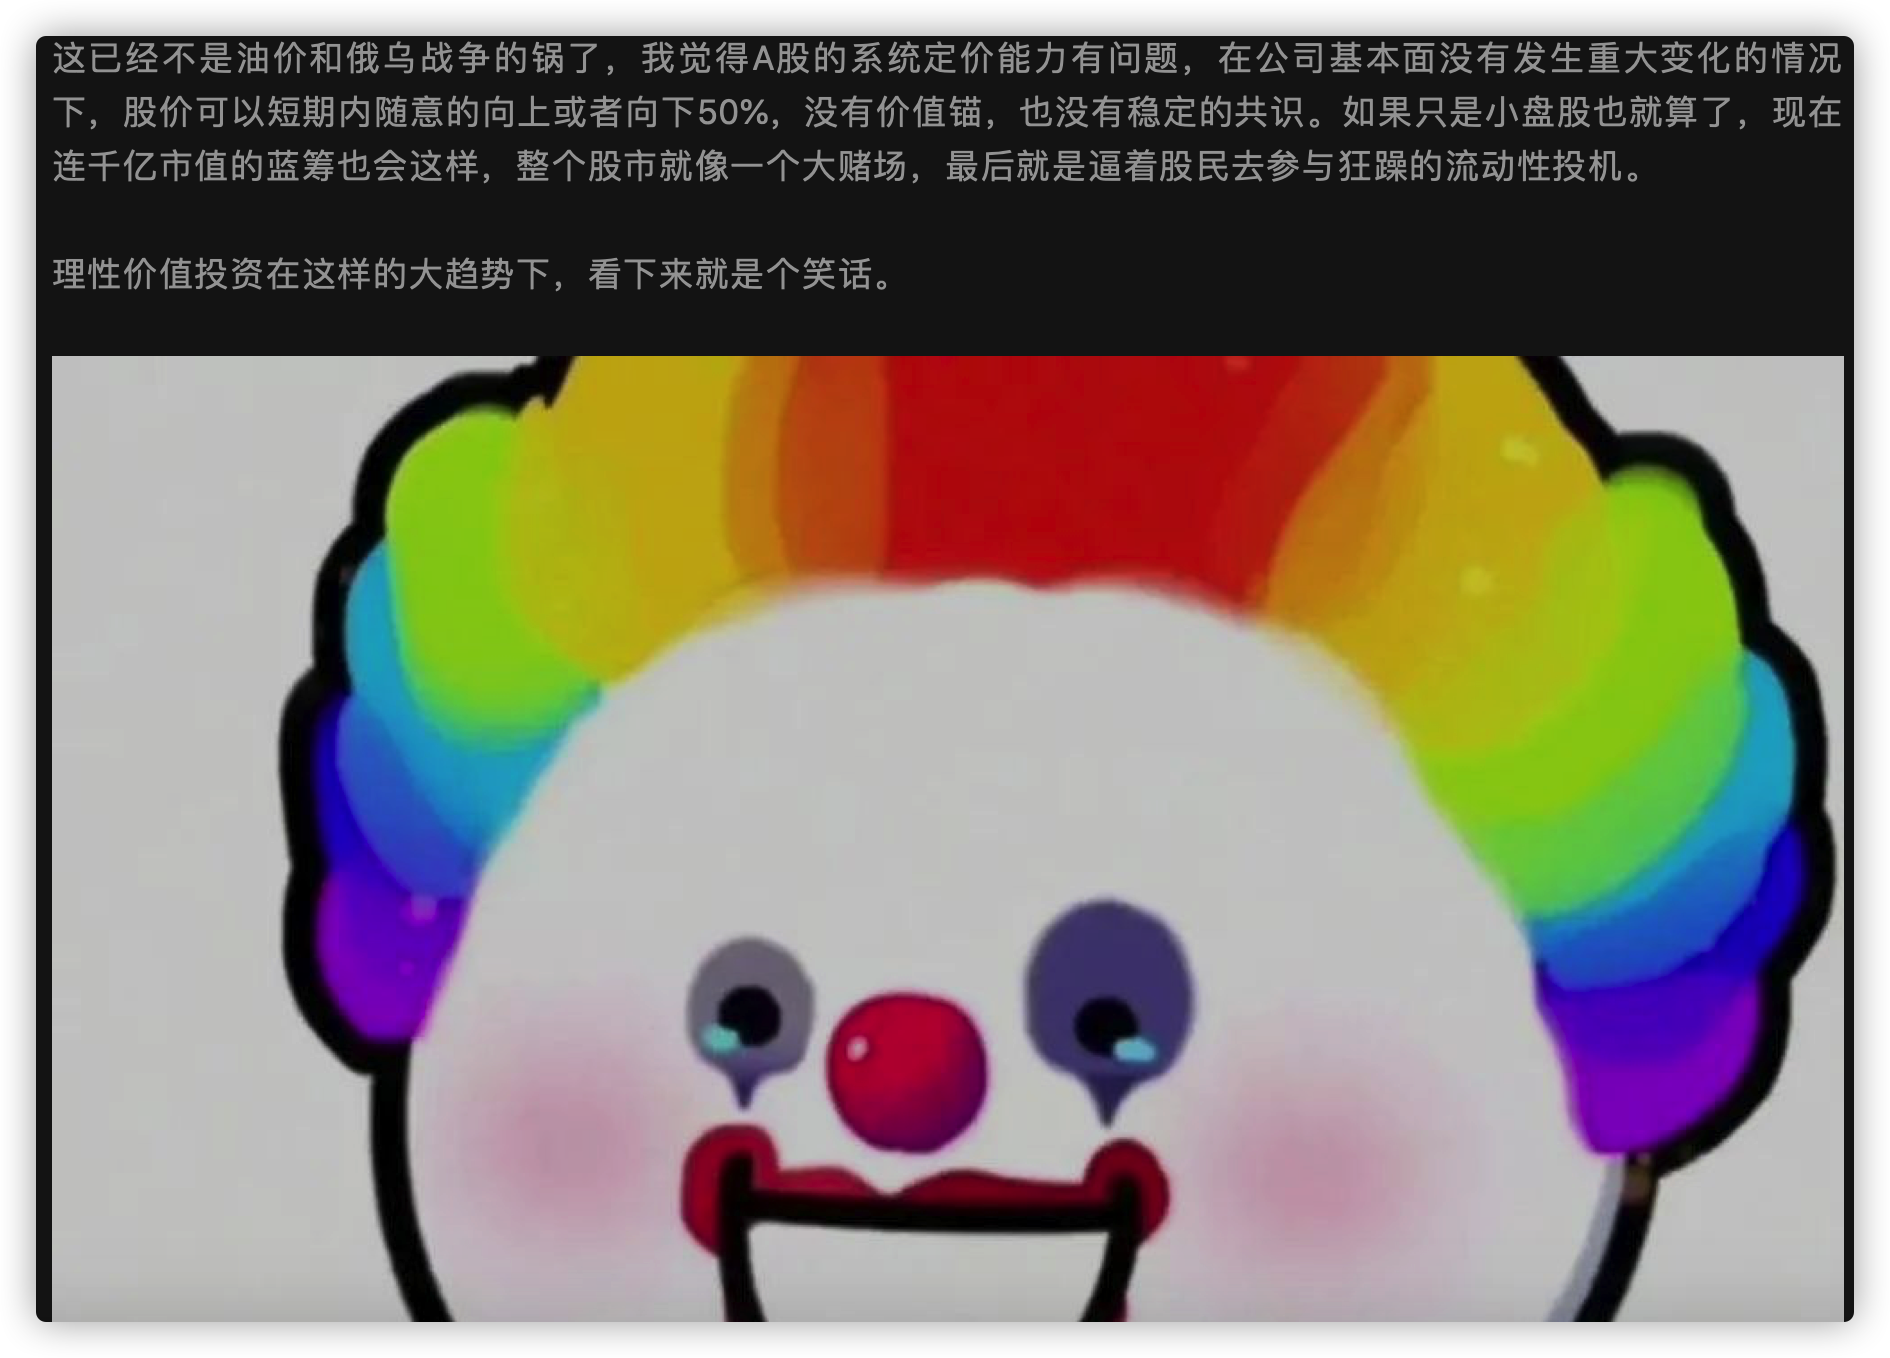 这已经不是油价和俄乌战争的锅了，我觉得A股的系统定价能力有问题，在公司基本面没有发生重大变化的情况
下，股价可以短期内随意的向上或者向下50%，没有价值锚，也没有稳定的共识。如果只是小盘股也就算了，现在
连千亿市值的蓝筹也会这样，整个股市就像一个大赌场，最后就是逼着股民去参与狂躁的流动性投机。
理性价值投资在这样的大趋势下，看下来就是个笑话。